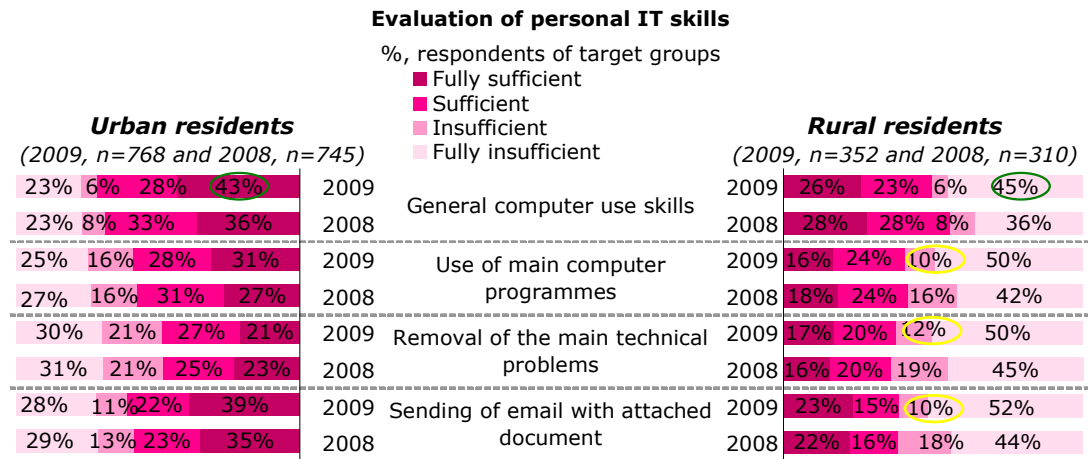 Evaluation of personal IT skills
%, respondents of target groups
Fully sufficient
Sufficient
Insufficient
Fully insufficient
Urban residents
(2009, n=768 and 2008, n=745)
Rural residents
(2009, n=352 and 2008, n=310)
23% 6% 28% 43% 2009
23% 8% 33% 36% 2008
General computer use skills
2009 26% 23% 6% 45%
2008 28% 28% 8% 36%
25% 16% 28% 31% 2009
27% 16% 31% 27% 2008
Use of main computer
programmes
2009 16% 24% 10% 50%
2008 18% 24% 16% 42%
30% 21% 27% 21% 2009
31% 21% 25% 23% 2008
Removal of the main technical
problems
2009 17% 20% 12% 50%
2008 16% 20% 19% 45%
28% 11% 22% 39% 2009
29% 13% 23% 35% 2008
Sending of email with attached
document
2009 23% 15% 10% 52%
2008 22% 16% 18% 44%